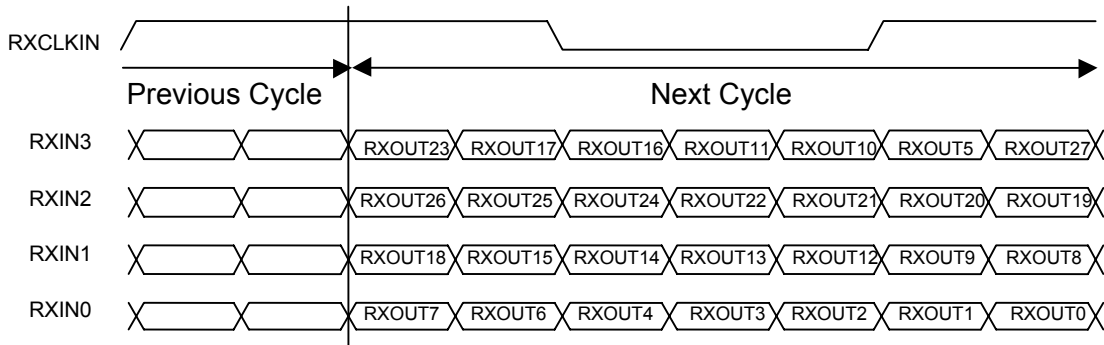 RXCLKIN
Previous Cycle Next Cycle
RXIN3 RXOUT23 RXOUT17 RXOUT16 RXOUT11 RXOUT10 RXOUT5 RXOUT27
RXIN2 RXOUT26 RXOUT25 RXOUT24 RXOUT22 RXOUT21 RXOUT20 RXOUT19
RXIN1 RXOUT18 RXOUT15 RXOUT14 RXOUT13 RXOUT12 RXOUT9 RXOUT8
RXIN0 RXOUT7 RXOUT6 RXOUT4 RXOUT3 RXOUT2 RXOUT1 RXOUT0